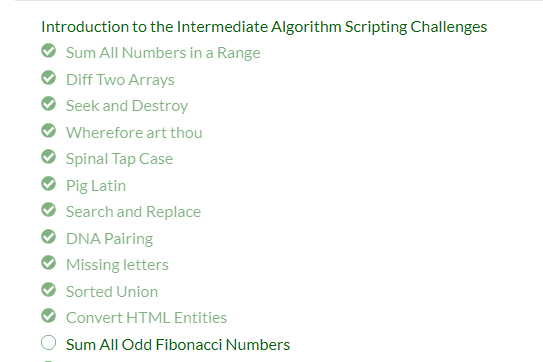 Introduction to the Intermediate Algorithm Scripting Challenges
Sum All Numbers in a Range
Diff Two Arrays
Seek and Destroy
Wherefore art thou
Spinal Tap Case
Pig Latin
Search and Replace
DNA Pairing
Missing letters
Sorted Union
Convert HTML Entities
Sum All Odd Fibonacci Numbers